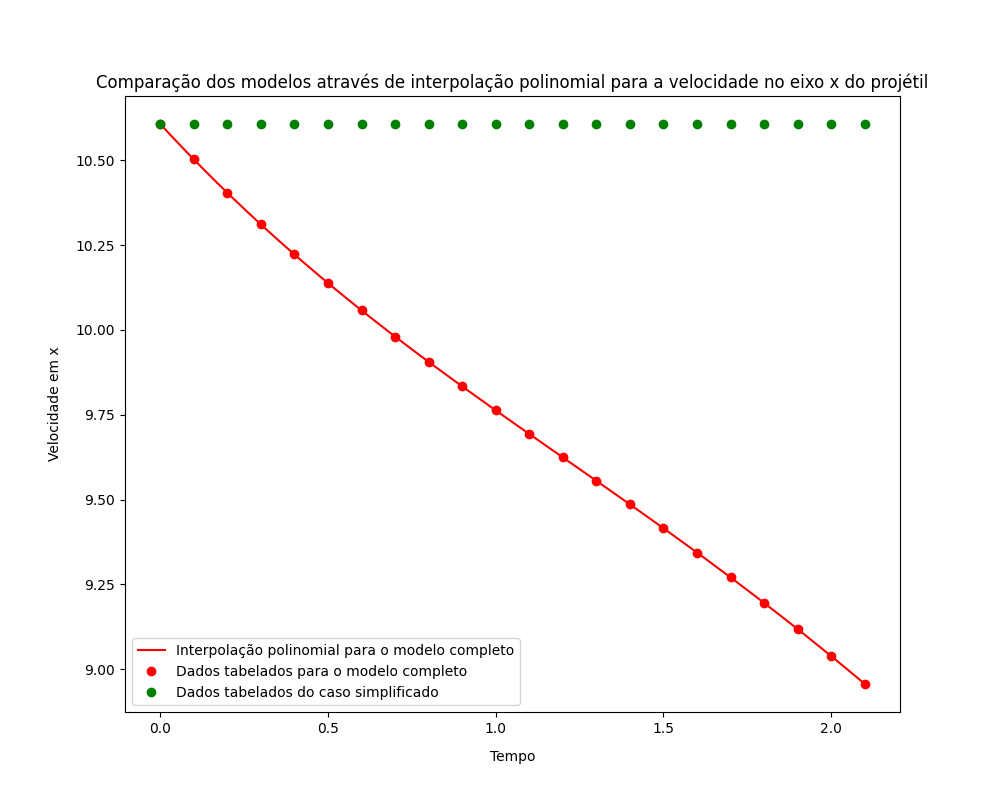 Comparação dos modelos através de interpolação polinomial para a velocidade no eixo x do projétil
10.50
10.25
10.00
9.75
9.50
9.25
9.00
Velocidade em x
Interpolação polinomial para o modelo completo
Dados tabelados para o modelo completo
Dados tabelados do caso simplificado
0.0 0.5 1.0 1.5 2.0
Tempo